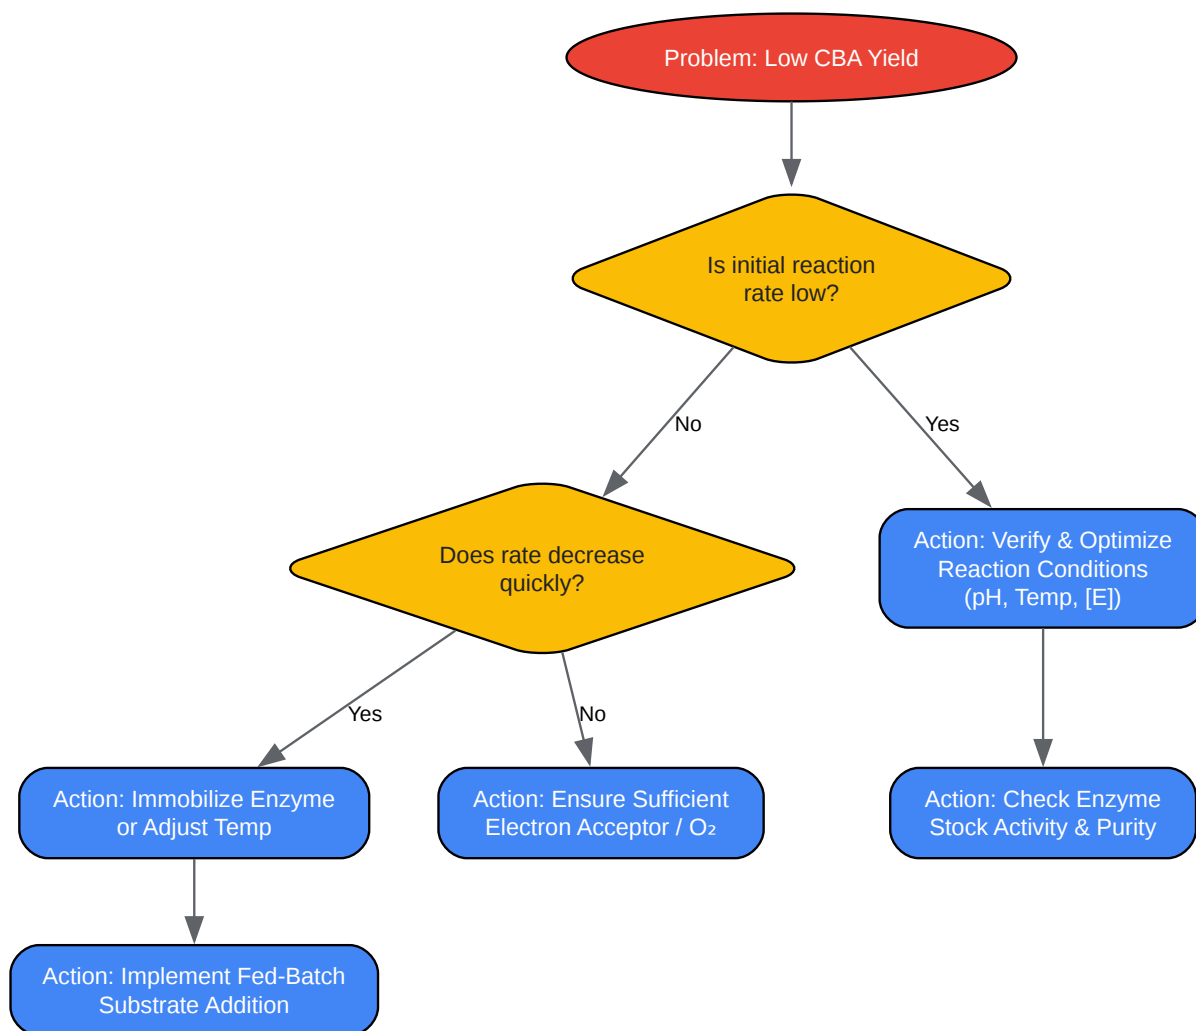 Problem: Low CBA Yield
Is initial reaction
rate low?
No
Yes
Does rate decrease
quickly?
Action: Verify & Optimize
Reaction Conditions
(pH, Temp, [E])
Yes
No
Action: Immobilize Enzyme
or Adjust Temp
Action: Ensure Sufficient
Electron Acceptor / O₂
Action: Check Enzyme
Stock Activity & Purity
Action: Implement Fed-Batch
Substrate Addition